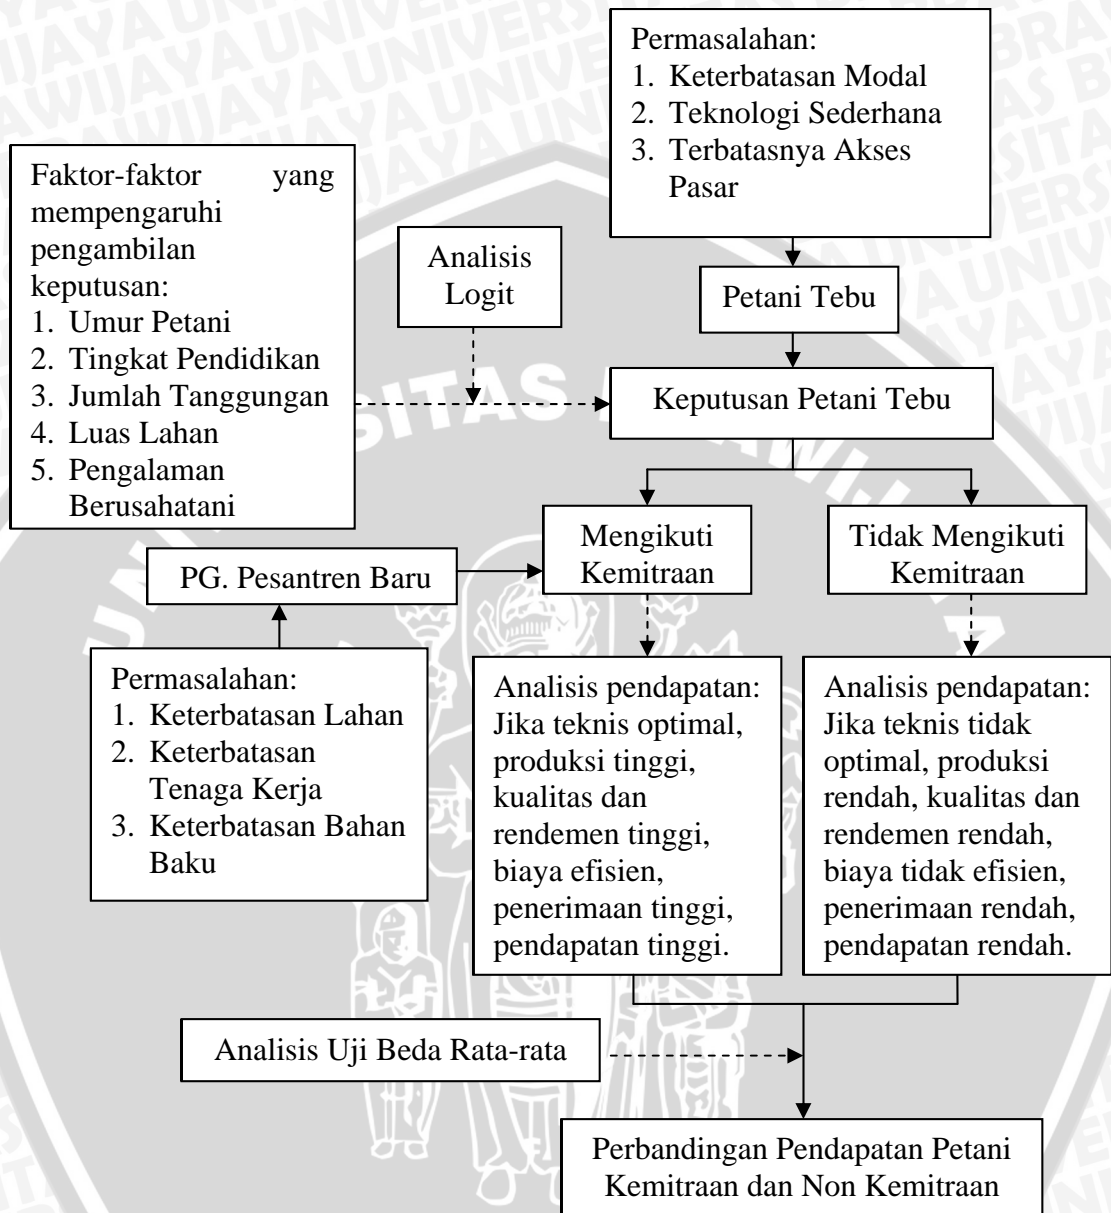 Permasalahan:
1. Keterbatasan Modal
2. Teknologi Sederhana
3. Terbatasnya Akses
Pasar
Faktor-faktor yang
mempengaruhi
pengambilan
keputusan:
1. Umur Petani
2. Tingkat Pendidikan
3. Jumlah Tanggungan
4. Luas Lahan
5. Pengalaman
Berusahatani
Analisis
Logit
Petani Tebu
Keputusan Petani Tebu
Mengikuti
Kemitraan
Tidak Mengikuti
Kemitraan
PG. Pesantren Baru
Permasalahan:
1. Keterbatasan Lahan
2. Keterbatasan
Tenaga Kerja
3. Keterbatasan Bahan
Baku
Analisis pendapatan:
Jika teknis optimal,
produksi tinggi,
kualitas dan
rendemen tinggi,
biaya efisien,
penerimaan tinggi,
pendapatan tinggi.
Analisis pendapatan:
Jika teknis tidak
optimal, produksi
rendah, kualitas dan
rendemen rendah,
biaya tidak efisien,
penerimaan rendah,
pendapatan rendah.
Analisis Uji Beda Rata-rata
Perbandingan Pendapatan Petani
Kemitraan dan Non Kemitraan